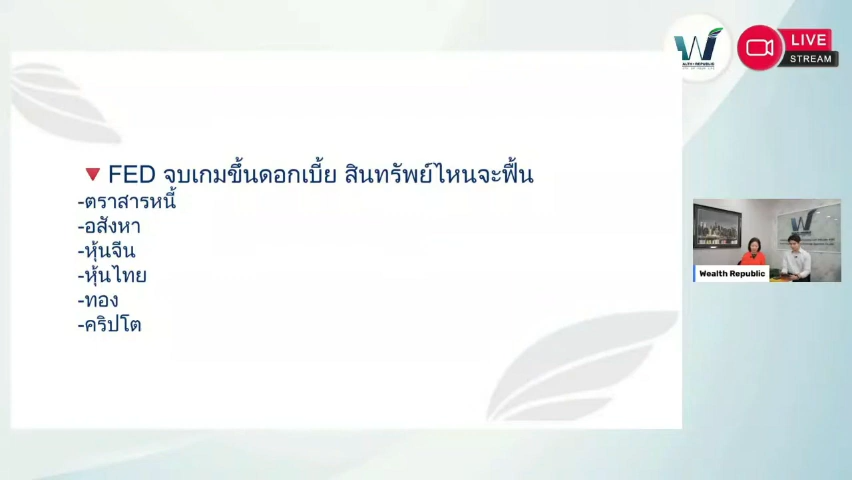 LIVE
STREAM
W
WEALTH REPUBLIC
🔻 FED จบเกมขึ้นดอกเบี้ย สินทรัพย์ไหนจะฟื้น
-ตราสารหนี้
-อสังหา
-หุ้นจีน
-หุ้นไทย
-ทอง
-คริปโต
Wealth Republic